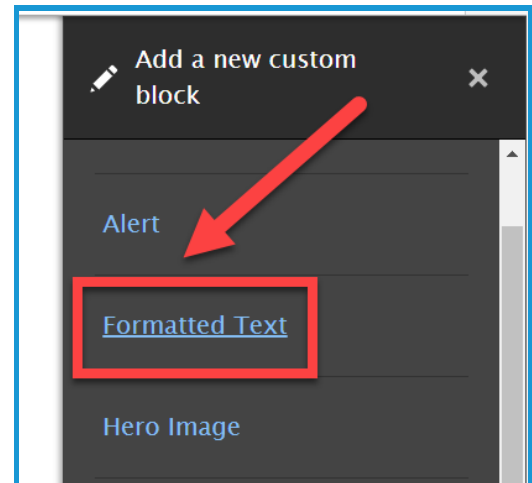 Add a new custom
block
Alert
Formatted Text
Hero Image